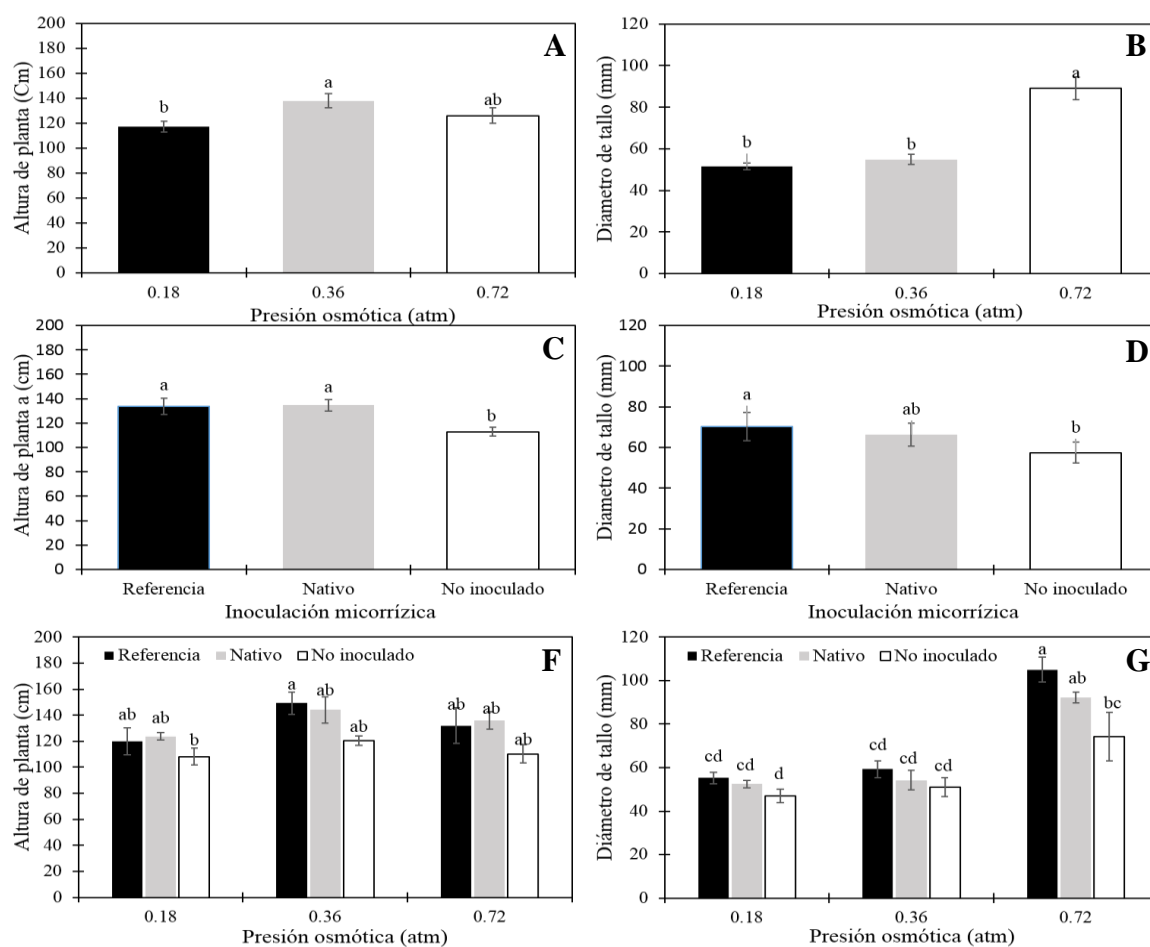 A
Altura de planta (Cm)
200
180
160
140
120
100
80
60
40
20
0
b
a
ab
0.18 0.36 0.72
Presión osmótica (atm)
B
Diametro de tallo (mm)
120
100
80
60
40
20
0
b
b
a
0.18 0.36 0.72
Presión osmótica (atm)
C
Altura de planta a (cm)
200
180
160
140
120
100
80
60
40
20
0
a
a
b
Referencia Nativo No inoculado
Inoculación micorrízica
D
Diametro de tallo (mm)
120
100
80
60
40
20
0
a
ab
b
Referencia Nativo No inoculado
Inoculación micorrízica
Referencia Nativo No inoculado
F
Altura de planta (cm)
200
180
160
140
120
100
80
60
40
20
0
ab ab b
a ab ab
ab ab ab
0.18 0.36 0.72
Presión osmótica (atm)
Referencia Nativo No inoculado
G
Diámetro de tallo (mm)
120
100
80
60
40
20
0
cd cd d
cd cd cd
a ab bc
0.18 0.36 0.72
Presión osmótica (atm)